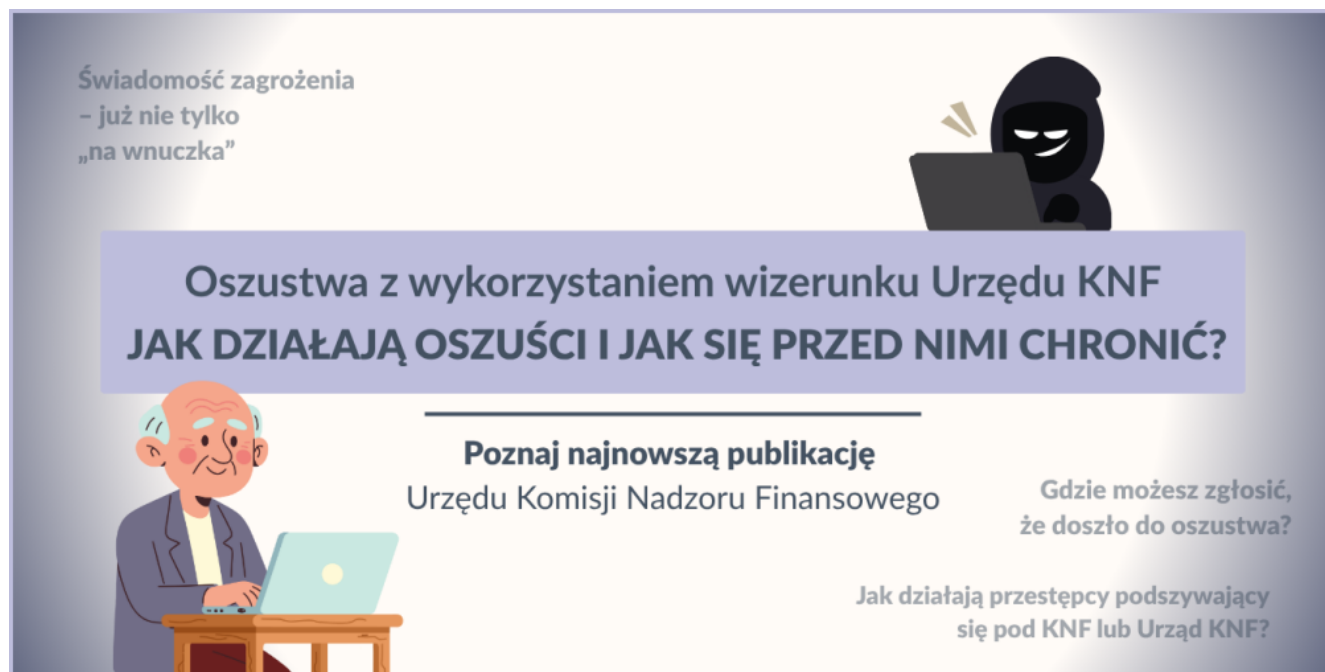 Świadomość zagrożenia
– już nie tylko
„na wnuczka”
Oszustwa z wykorzystaniem wizerunku Urzędu KNF
JAK DZIAŁAJĄ OSZUŚCI I JAK SIĘ PRZED NIMI CHRONIĆ?
Poznaj najnowszą publikację
Urzędu Komisji Nadzoru Finansowego
Gdzie możesz zgłosić,
że doszło do oszustwa?
Jak działają przestępcy podszywający
się pod KNF lub Urząd KNF?